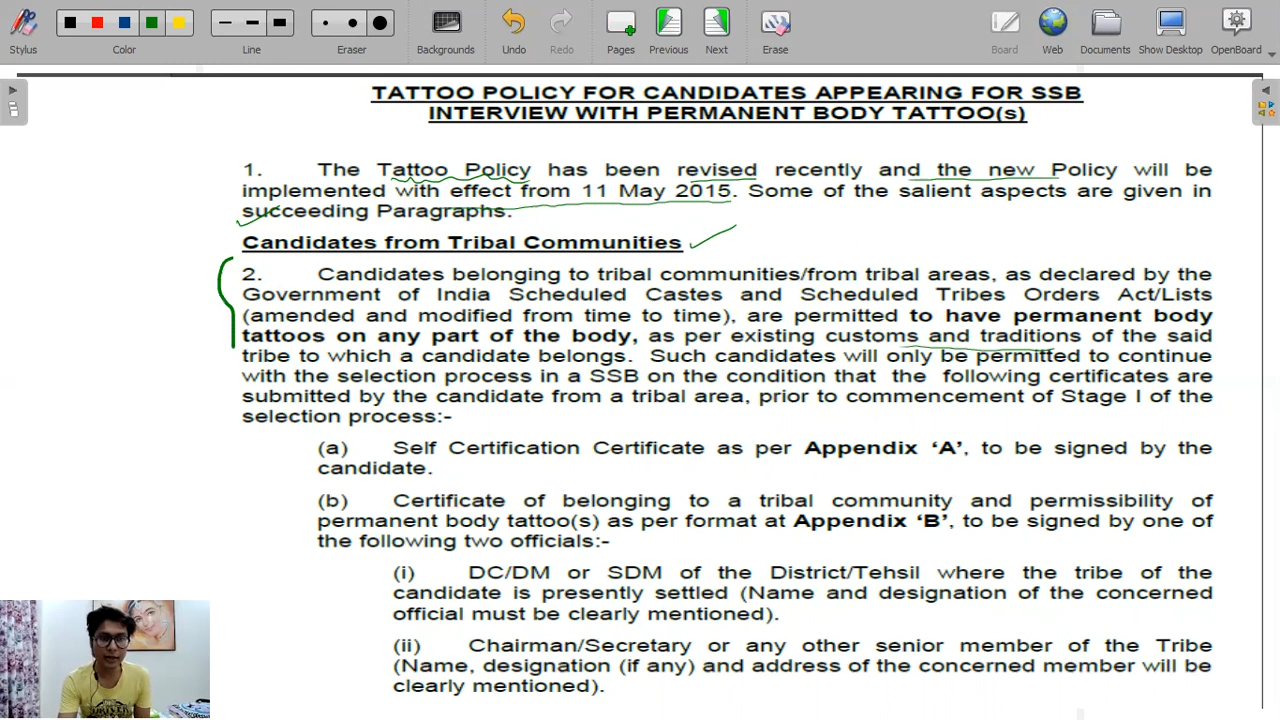 Stylus
Color
Line
Eraser
Backgrounds
Undo
Redo
Pages
Previous
Next
Erase
Board
Web
Documents
Show Desktop
OpenBoard
TATTOO POLICY FOR CANDIDATES APPEARING FOR SSB
INTERVIEW WITH PERMANENT BODY TATTOO(s)
1. The Tattoo Policy has been revised recently and the new Policy will be
implemented with effect from 11 May 2015. Some of the salient aspects are given in
succeeding Paragraphs.
Candidates from Tribal Communities
2. Candidates belonging to tribal communities/from tribal areas, as declared by the
Government of India Scheduled Castes and Scheduled Tribes Orders Act/Lists
(amended and modified from time to time), are permitted to have permanent body
tattoos on any part of the body, as per existing customs and traditions of the said
tribe to which a candidate belongs. Such candidates will only be permitted to continue
with the selection process in a SSB on the condition that the following certificates are
submitted by the candidate from a tribal area, prior to commencement of Stage I of the
selection process:-
(a) Self Certification Certificate as per Appendix ‘A’, to be signed by the
candidate.
(b) Certificate of belonging to a tribal community and permissibility of
permanent body tattoo(s) as per format at Appendix ‘B’, to be signed by one of
the following two officials:-
(i) DC/DM or SDM of the District/Tehsil where the tribe of the
candidate is presently settled (Name and designation of the concerned
official must be clearly mentioned).
(ii) Chairman/Secretary or any other senior member of the Tribe
(Name, designation (if any) and address of the concerned member will be
clearly mentioned).